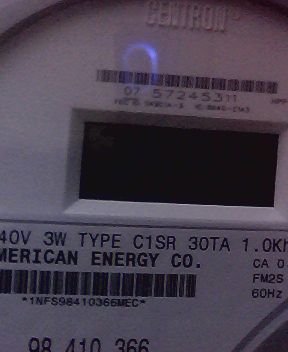 CENTRON®
07 57245311
40V 3W TYPE C1SR 30TA 1.0Kh
MERICAN ENERGY CO.
CA 0
FM2S
60Hz
*1NFS98410366MEC*
98 410 366